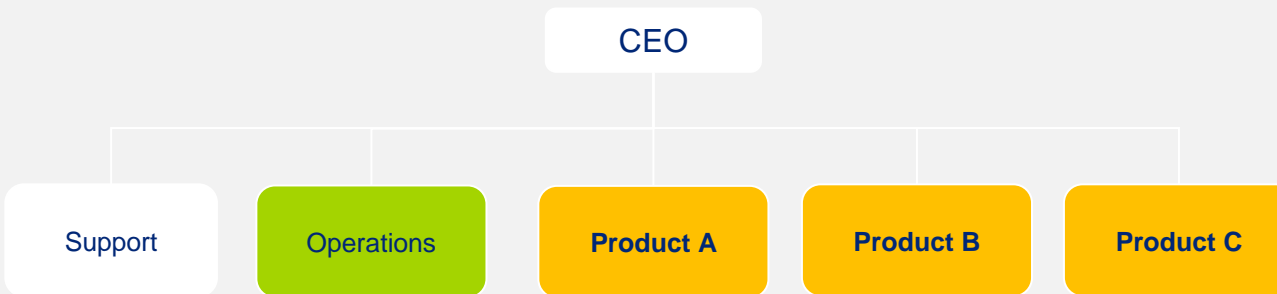 CEO
Support
Operations
Product A
Product B
Product C